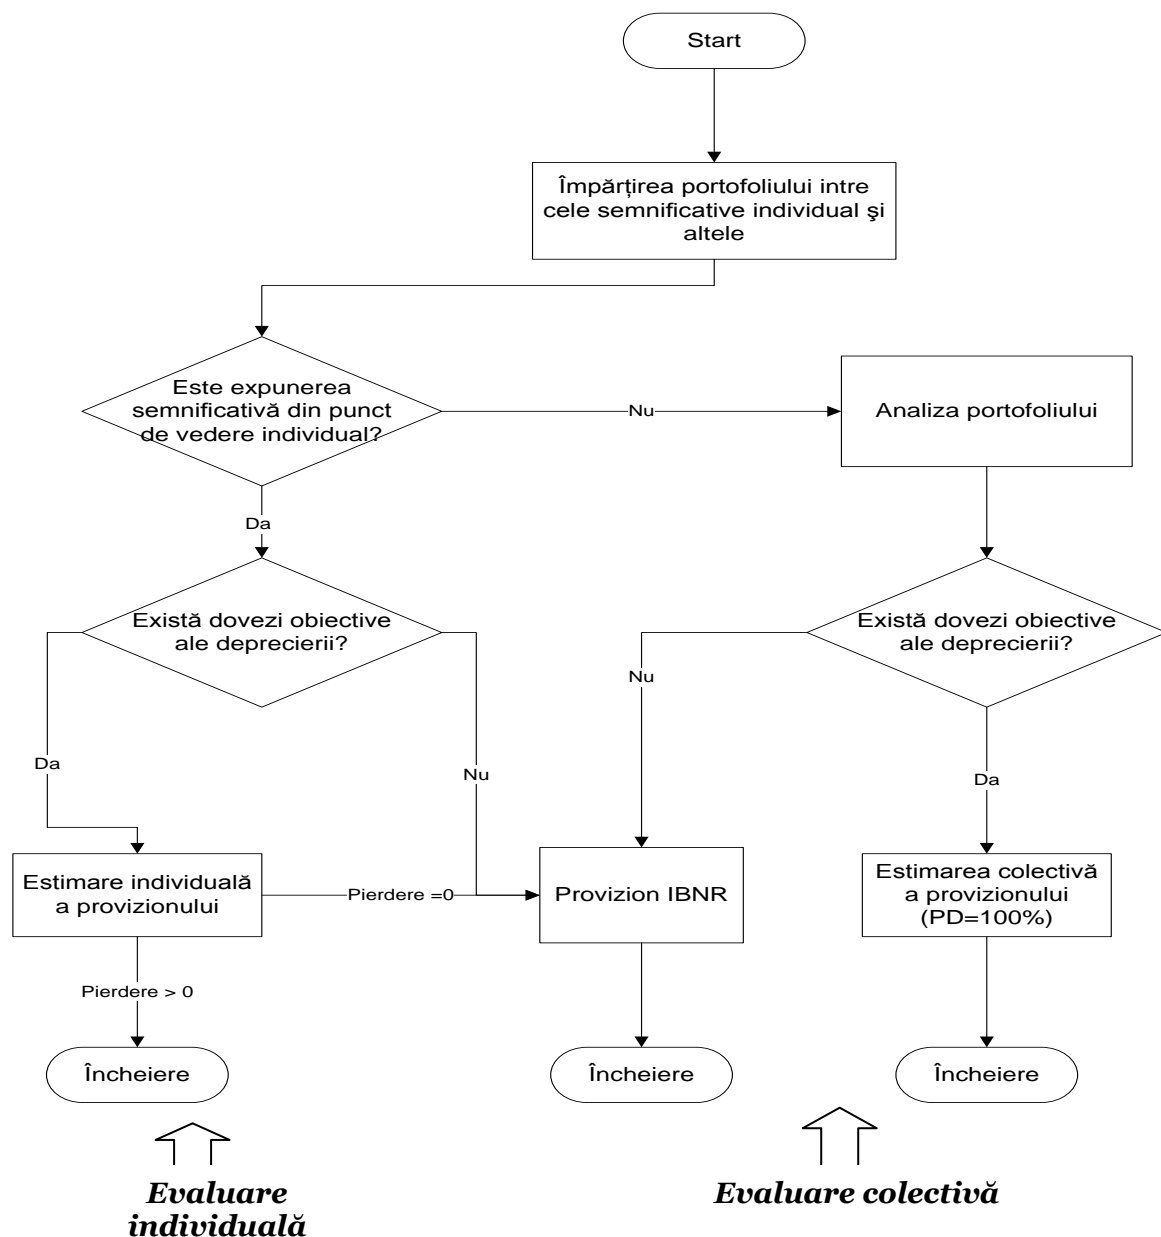 Start
Împărțirea portofoliului intre
cele semnificative individual şi
altele
Este expunerea
semnificativă din punct
de vedere individual?
Nu
Analiza portofoliului
Da
Există dovezi obiective
ale deprecierii?
Există dovezi obiective
ale deprecierii?
Nu
Da
Nu
Da
Estimare individuală
a provizionului
Pierdere =0
Provizion IBNR
Estimarea colectivă
a provizionului
(PD=100%)
Pierdere > 0
Încheiere
Încheiere
Încheiere
Evaluare
individuală
Evaluare colectivă